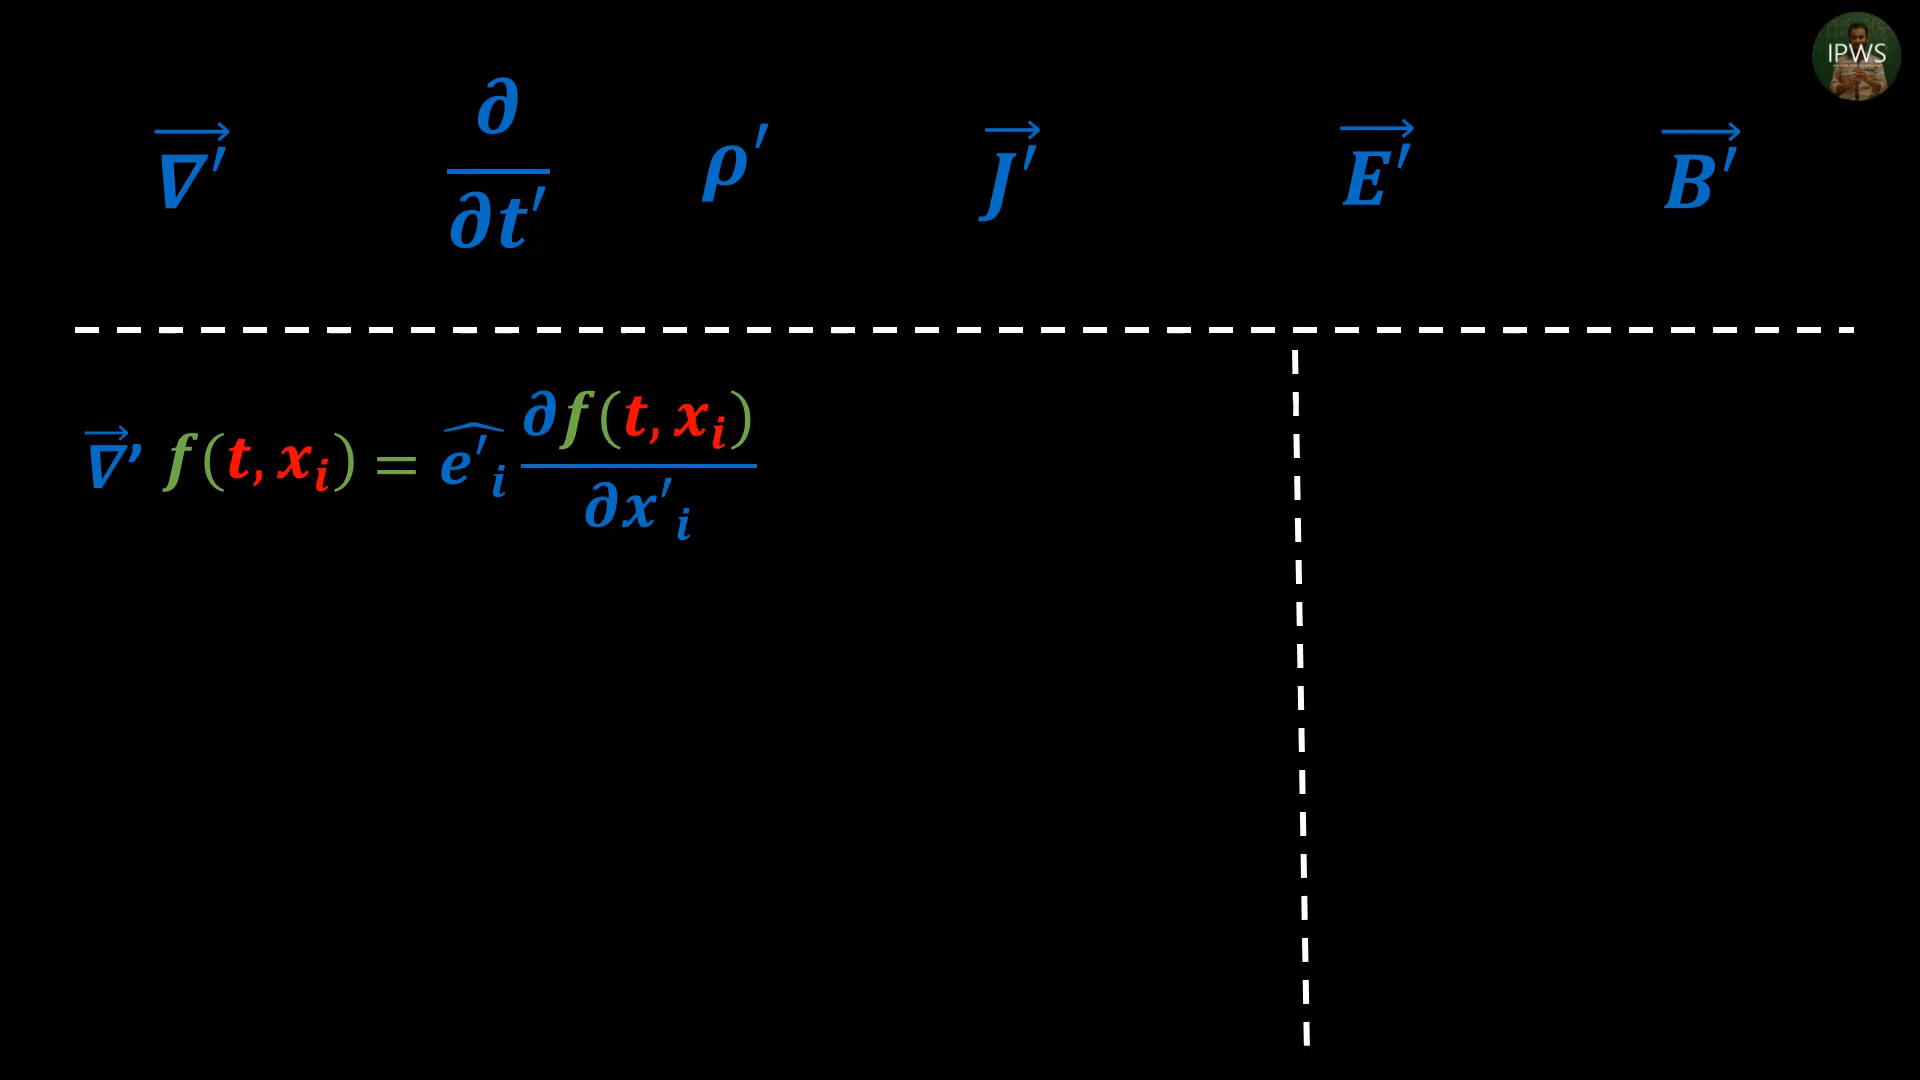 IPWS
∇⃗′ ∂/∂t′ ρ′ J⃗′ E⃗′ B⃗′
∇⃗′ f(t, xᵢ) = ê′ᵢ ∂f(t, xᵢ)/∂x′ᵢ